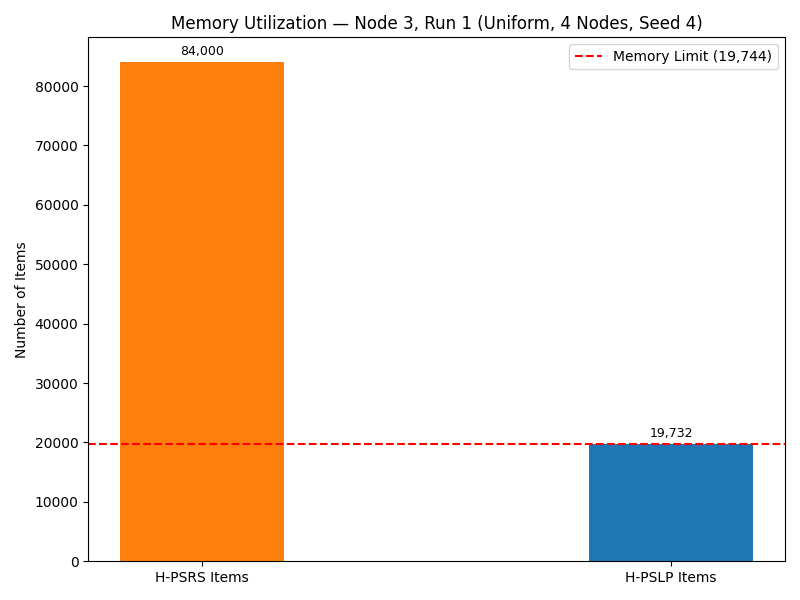 Memory Utilization — Node 3, Run 1 (Uniform, 4 Nodes, Seed 4)
84,000
Memory Limit (19,744)
80000
70000
60000
50000
40000
30000
20000
10000
0
Number of Items
19,732
H-PSRS Items
H-PSLP Items